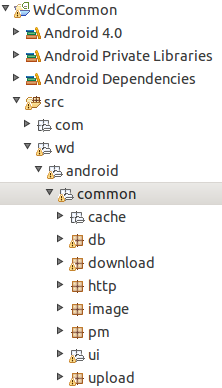 WdCommon
Android 4.0
Android Private Libraries
Android Dependencies
src
com
wd
android
common
cache
db
download
http
image
pm
ui
upload